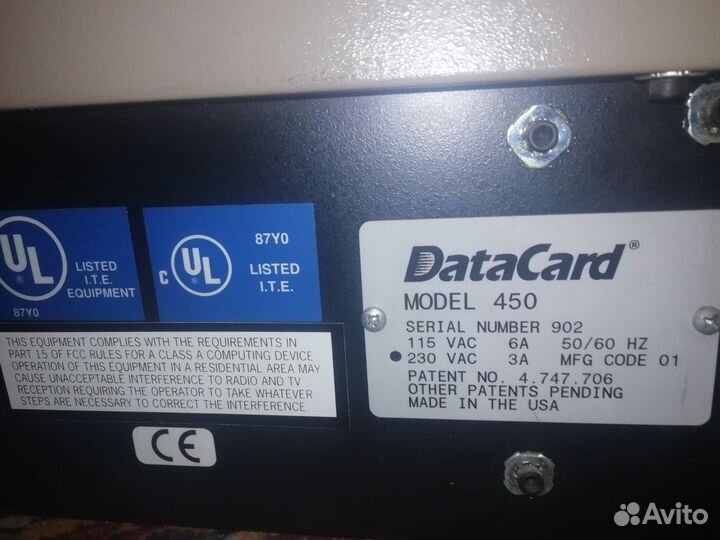 UL
LISTED
I.T.E.
EQUIPMENT
87Y0
C UL
87Y0
LISTED
I.T.E.
THIS EQUIPMENT COMPLIES WITH THE REQUIREMENTS IN
PART 15 OF FCC RULES FOR A CLASS A COMPUTING DEVICE
OPERATION OF THIS EQUIPMENT IN A RESIDENTIAL AREA MAY
CAUSE UNACCEPTABLE INTERFERENCE TO RADIO AND TV
RECEPTION REQUIRING THE OPERATOR TO TAKE WHATEVER
STEPS ARE NECESSARY TO CORRECT THE INTERFERENCE.
CE
DataCard®
MODEL 450
SERIAL NUMBER 902
115 VAC 6A 50/60 HZ
230 VAC 3A MFG CODE 01
PATENT NO. 4.747.706
OTHER PATENTS PENDING
MADE IN THE USA
Avito